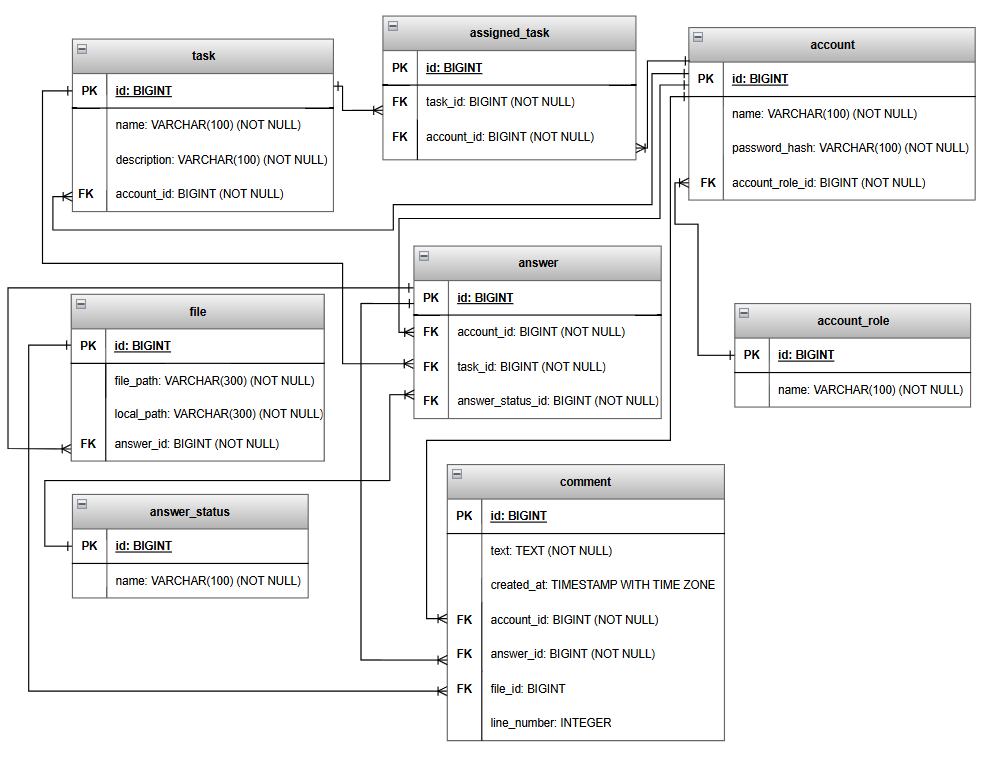 task
PK id: BIGINT
name: VARCHAR(100) (NOT NULL)
description: VARCHAR(100) (NOT NULL)
FK account_id: BIGINT (NOT NULL)
assigned_task
PK id: BIGINT
FK task_id: BIGINT (NOT NULL)
FK account_id: BIGINT (NOT NULL)
account
PK id: BIGINT
name: VARCHAR(100) (NOT NULL)
password_hash: VARCHAR(100) (NOT NULL)
FK account_role_id: BIGINT (NOT NULL)
answer
PK id: BIGINT
FK account_id: BIGINT (NOT NULL)
FK task_id: BIGINT (NOT NULL)
FK answer_status_id: BIGINT (NOT NULL)
file
PK id: BIGINT
file_path: VARCHAR(300) (NOT NULL)
local_path: VARCHAR(300) (NOT NULL)
FK answer_id: BIGINT (NOT NULL)
account_role
PK id: BIGINT
name: VARCHAR(100) (NOT NULL)
answer_status
PK id: BIGINT
name: VARCHAR(100) (NOT NULL)
comment
PK id: BIGINT
text: TEXT (NOT NULL)
created_at: TIMESTAMP WITH TIME ZONE
FK account_id: BIGINT (NOT NULL)
FK answer_id: BIGINT (NOT NULL)
FK file_id: BIGINT
line_number: INTEGER